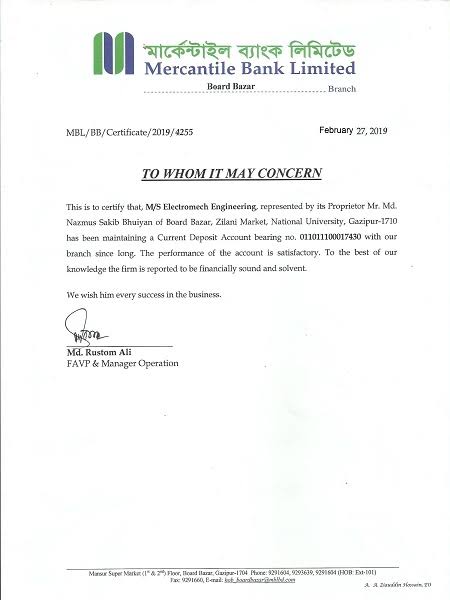 মার্কেন্টাইল ব্যাংক লিমিটেড
Mercantile Bank Limited
Board Bazar Branch
MBL/BB/Certificate/2019/4255
February 27, 2019
TO WHOM IT MAY CONCERN
This is to certify that, M/S Electromech Engineering, represented by its Proprietor Mr. Md.
Nazmus Sakib Bhuiyan of Board Bazar, Zilani Market, National University, Gazipur-1710
has been maintaining a Current Deposit Account bearing no. 011011100017430 with our
branch since long. The performance of the account is satisfactory. To the best of our
knowledge the firm is reported to be financially sound and solvent.
We wish him every success in the business.
Md. Rustom Ali
FAVP & Manager Operation
Mansur Super Market (1st & 2nd) Floor, Board Bazar, Gazipur-1704 Phone: 9291604, 9293639, 9291604 (HOB: Ext-101)
Fax: 9291660, E-mail: hob_boardbazar@mblbd.com
A. A. Ziauddin Hossain, EO